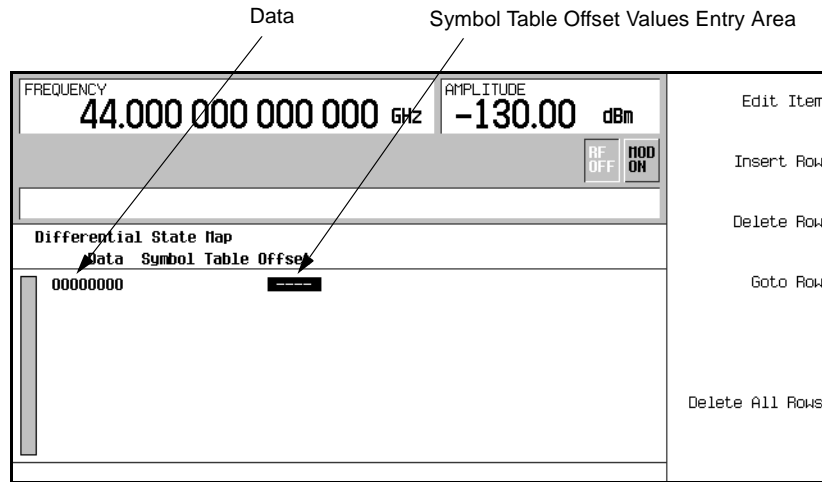 Data
Symbol Table Offset Values Entry Area
FREQUENCY
44.000 000 000 000 GHz
AMPLITUDE
-130.00 dBm
RF OFF
MOD ON
Differential State Map
Data Symbol Table Offset
00000000 ----
Edit Item
Insert Row
Delete Row
Goto Row
Delete All Rows